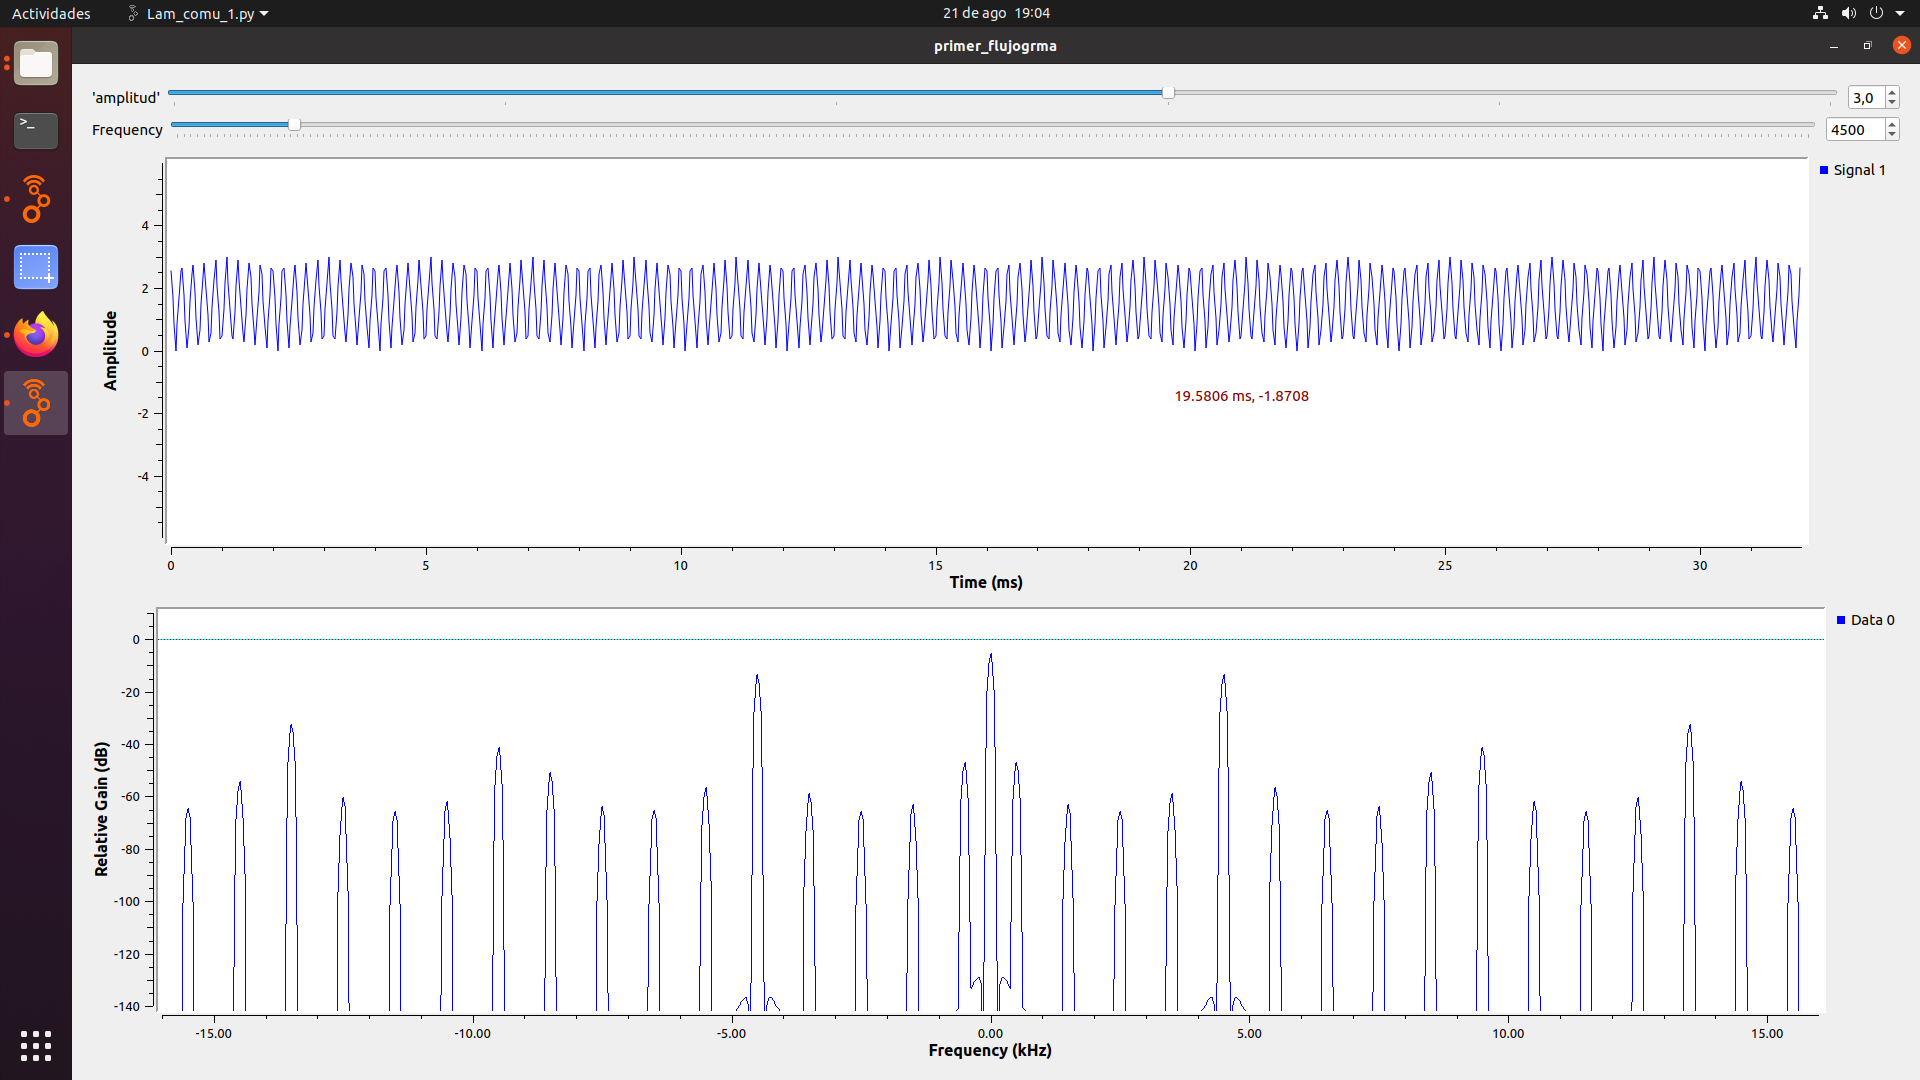 Actividades Lam_comu_1.py 21 de ago 19:04
primer_flujogrma
'amplitud' 3,0
Frequency 4500
Signal 1
4
2
0
-2
-4
Amplitude
19.5806 ms, -1.8708
0 5 10 15 20 25 30
Time (ms)
Data 0
0
-20
-40
-60
-80
-100
-120
-140
Relative Gain (dB)
-15.00 -10.00 -5.00 0.00 5.00 10.00 15.00
Frequency (kHz)